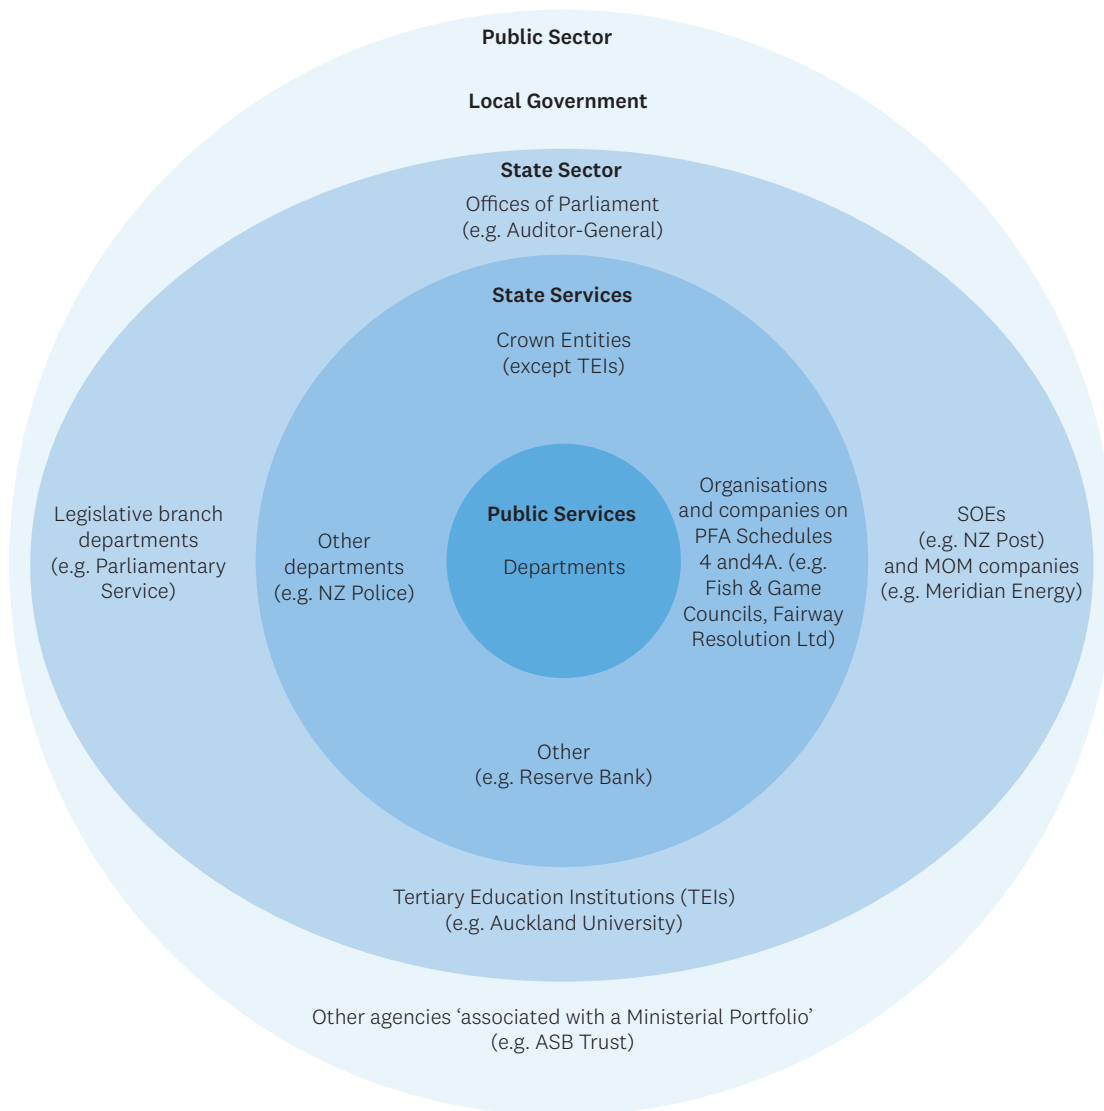 Public Sector
Local Government
State Sector
Offices of Parliament
(e.g. Auditor-General)
State Services
Crown Entities
(except TEIs)
Legislative branch
departments
(e.g. Parliamentary
Service)
Other
departments
(e.g. NZ Police)
Public Services
Departments
Organisations
and companies on
PFA Schedules
4 and4A. (e.g.
Fish & Game
Councils, Fairway
Resolution Ltd)
SOEs
(e.g. NZ Post)
and MOM companies
(e.g. Meridian Energy)
Other
(e.g. Reserve Bank)
Tertiary Education Institutions (TEIs)
(e.g. Auckland University)
Other agencies ‘associated with a Ministerial Portfolio’
(e.g. ASB Trust)